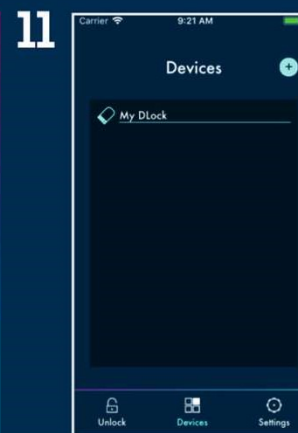 11
Carrier 9:21 AM
Devices +
My DLock
Unlock Devices Settings